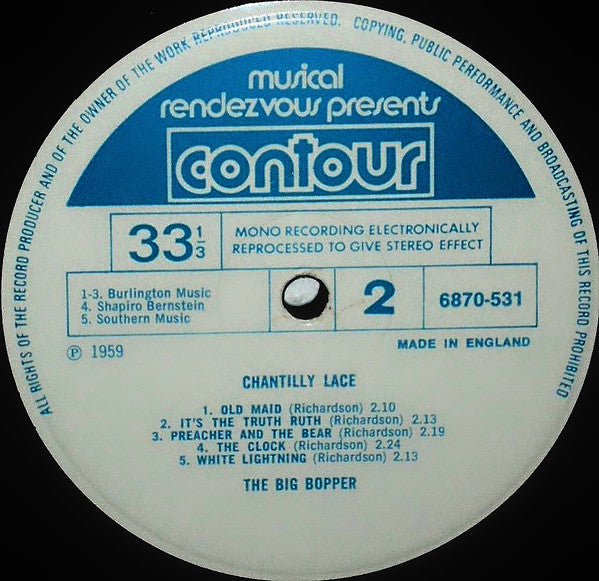 ALL RIGHTS OF THE RECORD PRODUCER AND OF THE OWNER OF THE WORK REPRODUCED RESERVED. COPYING, PUBLIC PERFORMANCE AND BROADCASTING OF THIS RECORD PROHIBITED
musical
rendezvous presents
contour
33 1/3
MONO RECORDING ELECTRONICALLY
REPROCESSED TO GIVE STEREO EFFECT
1-3. Burlington Music
4. Shapiro Bernstein
5. Southern Music
2
6870-531
℗ 1959
MADE IN ENGLAND
CHANTILLY LACE
1. OLD MAID (Richardson) 2.10
2. IT'S THE TRUTH RUTH (Richardson) 2.13
3. PREACHER AND THE BEAR (Richardson) 2.19
4. THE CLOCK (Richardson) 2.24
5. WHITE LIGHTNING (Richardson) 2.13
THE BIG BOPPER